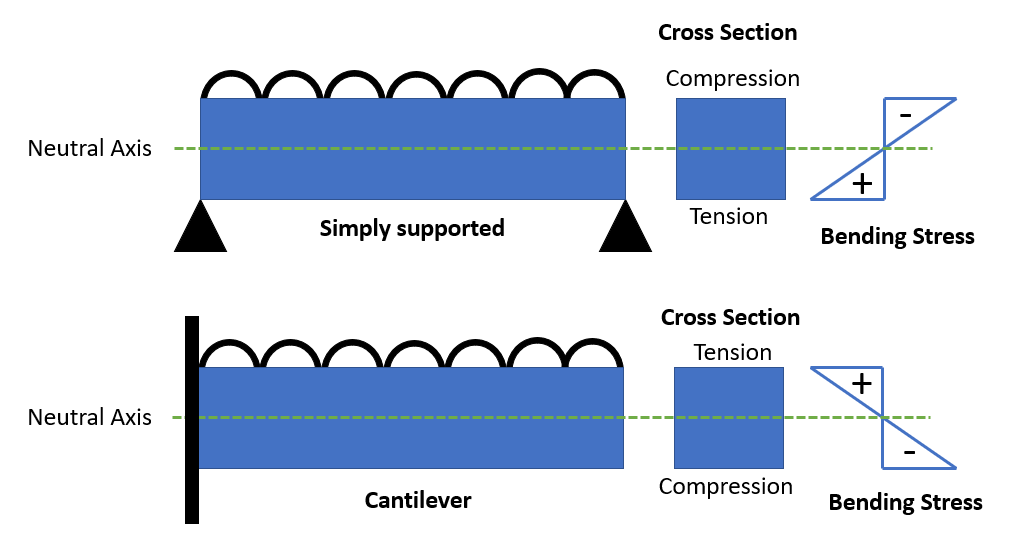 Cross Section
Compression
Neutral Axis
-
+
Tension
Simply supported
Bending Stress
Cross Section
Tension
+
Neutral Axis
-
Compression
Cantilever
Bending Stress